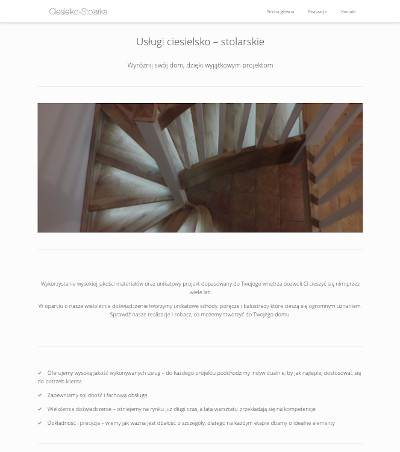 Ciesielko-Stolarka
Strona główna Realizacje Kontakt
Usługi ciesielsko – stolarskie
Wyróżnij swój dom, dzięki wyjątkowym projektom
Wykorzystanie wysokiej jakości materiałów oraz unikatowy projekt dopasowany do Twojego wnętrza pozwoli Ci cieszyć się nim przez
wiele lat.
W oparciu o nasze wieloletnie doświadczenie tworzymy unikatowe schody, poręcze i balustrady które cieszą się ogromnym uznaniem.
Sprawdź nasze realizacje i zobacz, co możemy stworzyć do Twojego domu.
✓ Oferujemy wysoką jakość wykonywanych usług – do każdego projektu podchodzimy indywidualnie, by jak najlepiej dostosować się
do potrzeb klienta
✓ Zapewniamy solidność i fachową obsługę
✓ Wieloletnie doświadczenie – istniejemy na rynku już długi czas, a lata warsztatu przekładają się na kompetencje
✓ Dokładność i precyzja – wiemy jak ważna jest dbałość o szczegóły, dlatego na każdym etapie dbamy o idealne elementy